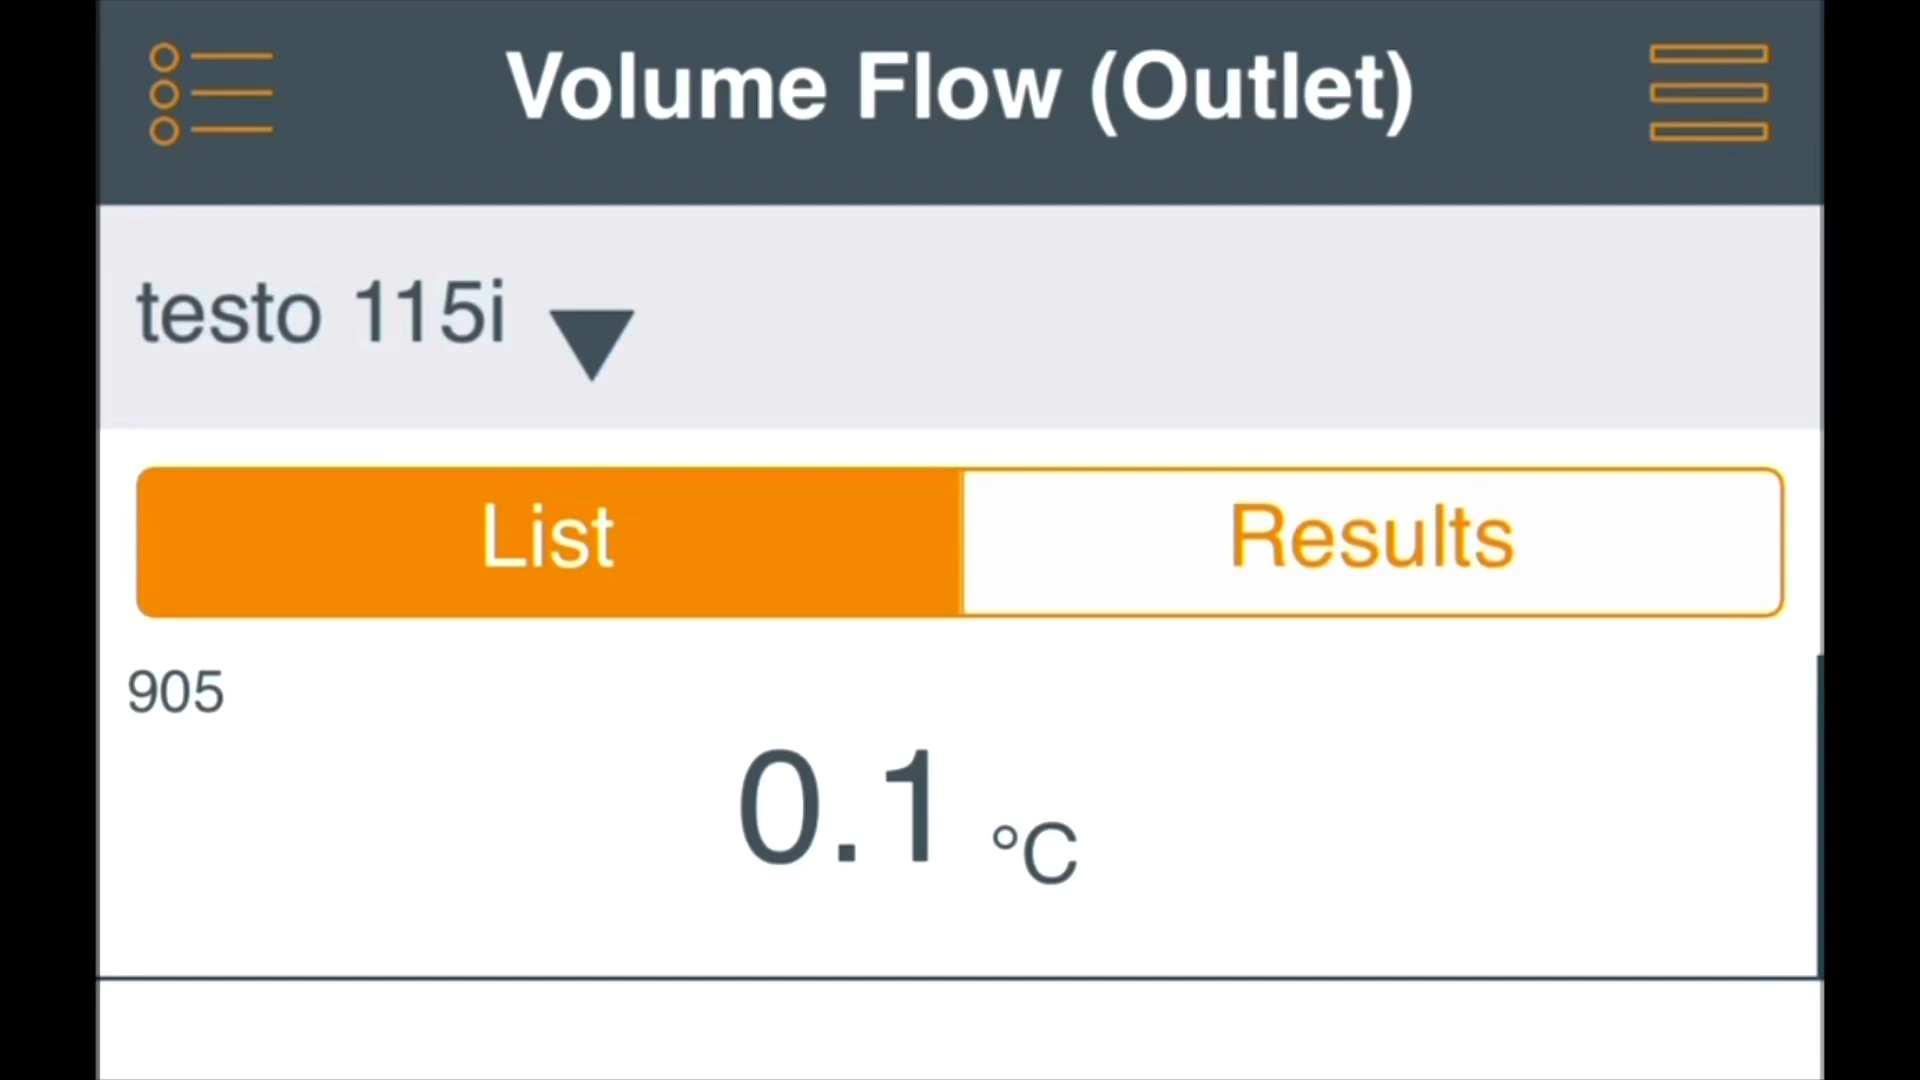 Volume Flow (Outlet)
testo 115i
List
Results
905
0.1 °C